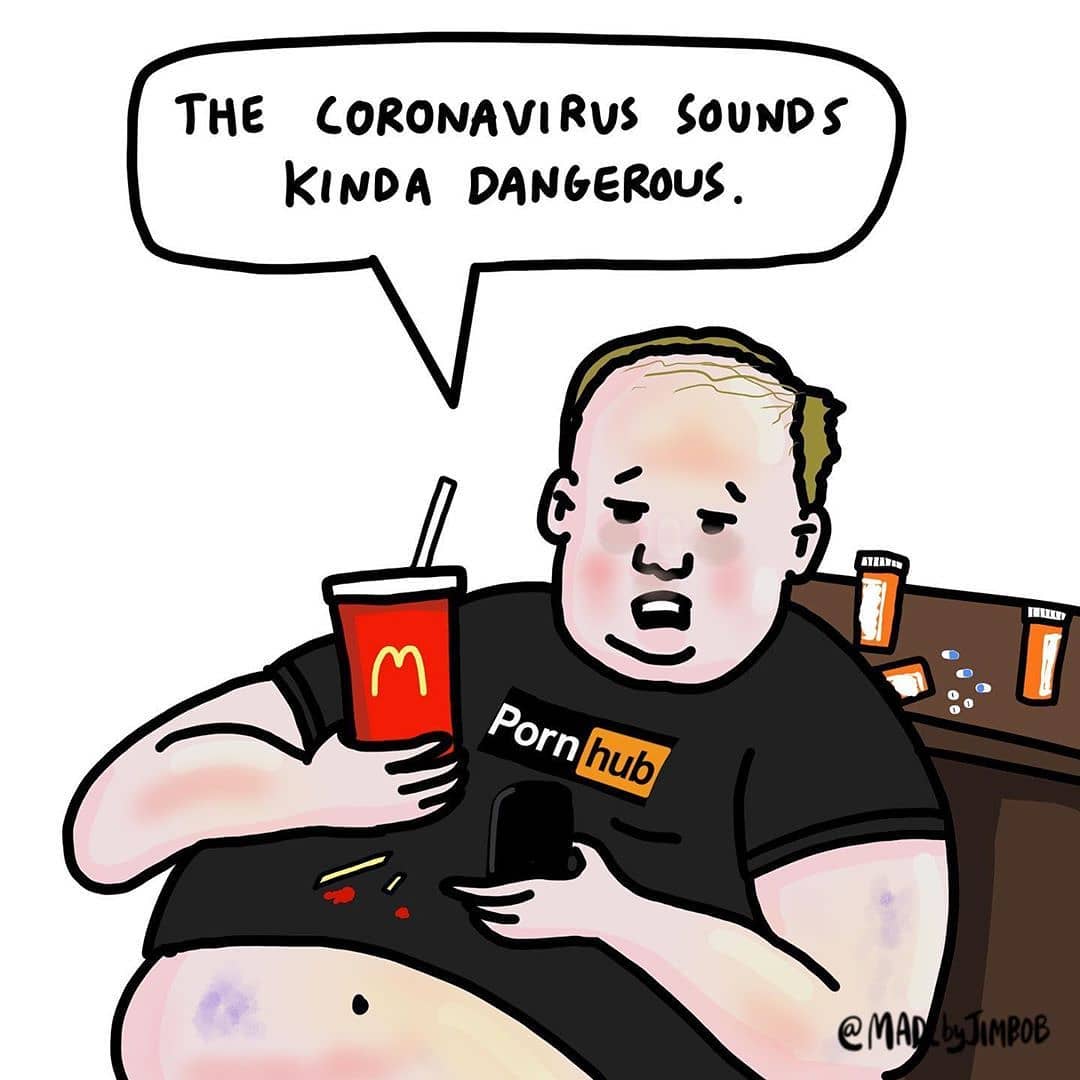 THE CORONAVIRUS SOUNDS
KINDA DANGEROUS.
M
Porn hub
@MADEbyJIMBOB